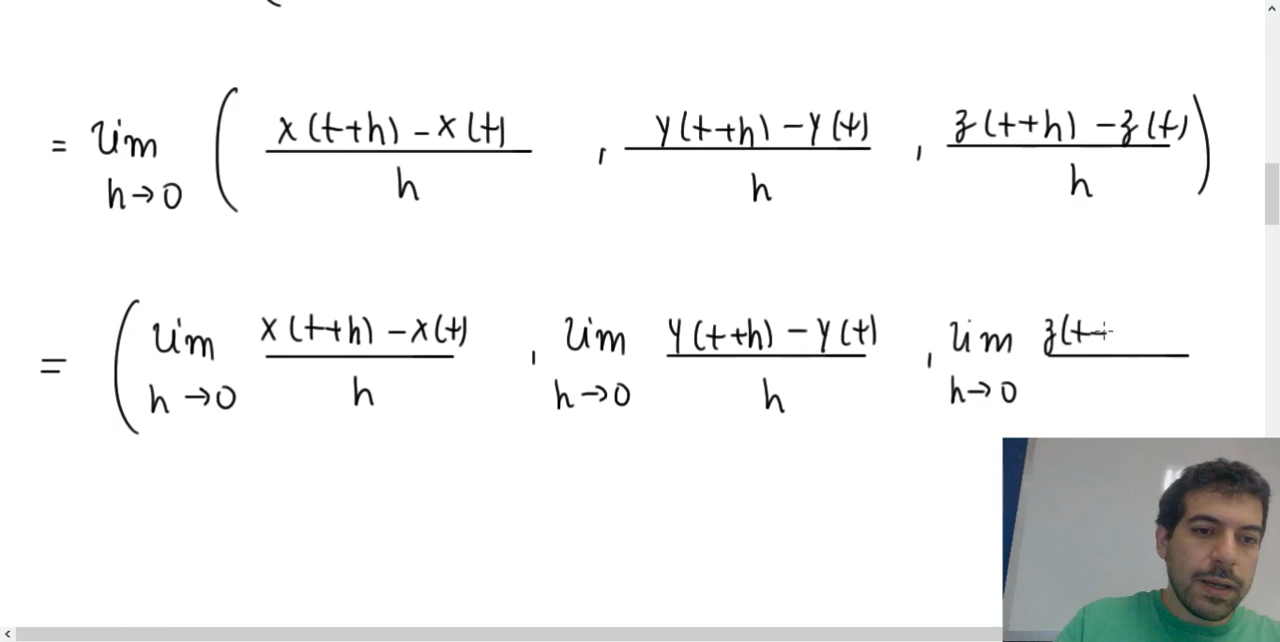 = lim h→0 ( x(t+h) - x(t) / h , y(t+h) - y(t) / h , z(t+h) - z(t) / h )
= ( lim h→0 x(t+h) - x(t) / h , lim h→0 y(t+h) - y(t) / h , lim h→0 z(t+